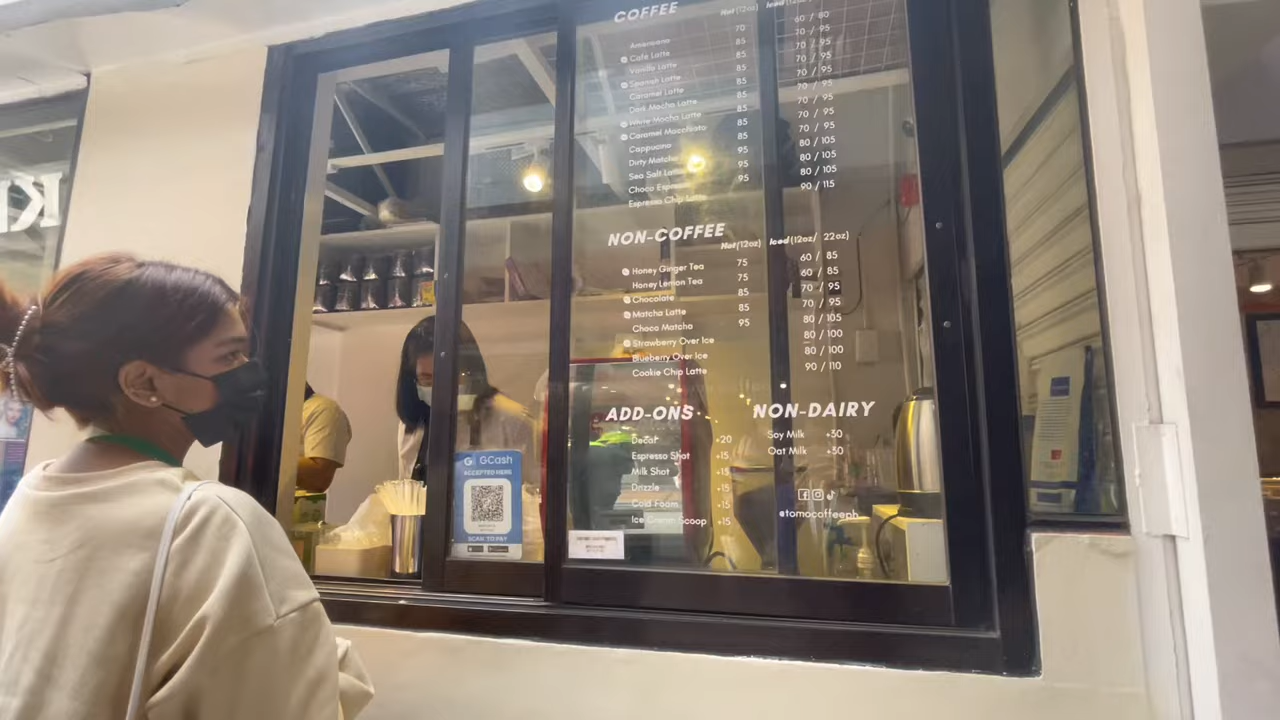 COFFEE
Hot (12oz) Iced (12oz
Americano 70 60 / 80
Cafe Latte 85 70 / 95
Vanilla Latte 85 70 / 95
Spanish Latte 85 70 / 95
Caramel Latte 85 70 / 95
Dark Mocha Latte 85 70 / 95
White Mocha Latte 85 70 / 95
Caramel Macchiato 85 70 / 95
Cappucino 85 70 / 95
Dirty Matcha 95 80 / 105
Sea Salt Latte 95 80 / 105
Choco Espresso 95 80 / 105
Espresso Chip Latte 90 / 115
NON-COFFEE
Hot (12oz) Iced (12oz/ 22oz)
Honey Ginger Tea 75 60 / 85
Honey Lemon Tea 75 60 / 85
Chocolate 85 70 / 95
Matcha Latte 85 70 / 95
Choco Matcha 95 80 / 105
Strawberry Over Ice 80 / 100
Blueberry Over Ice 80 / 100
Cookie Chip Latte 90 / 110
ADD-ONS
Decaf +20
Espresso Shot +15
Milk Shot +15
Drizzle +15
Cold Foam +15
Ice Cream Scoop +15
NON-DAIRY
Soy Milk +30
Oat Milk +30
@tomocoffeeph
GCash
ACCEPTED HERE
SCAN TO PAY